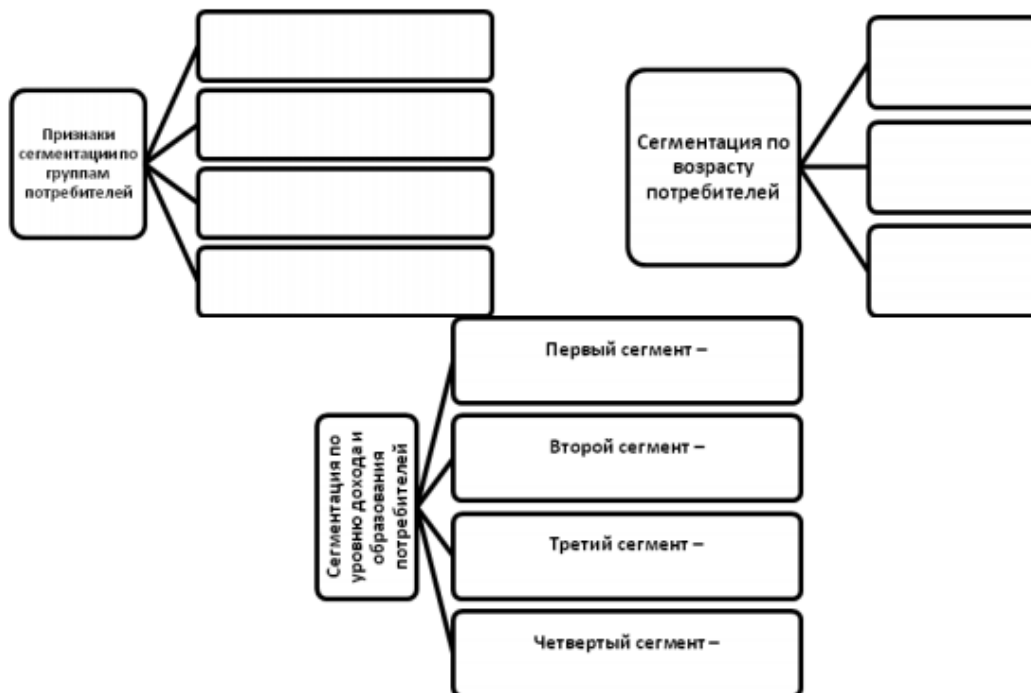 Признаки
сегментации по
группам
потребителей
Сегментация по
возрасту
потребителей
Сегментация по
уровню дохода и
образования
потребителей
Первый сегмент –
Второй сегмент –
Третий сегмент –
Четвертый сегмент –